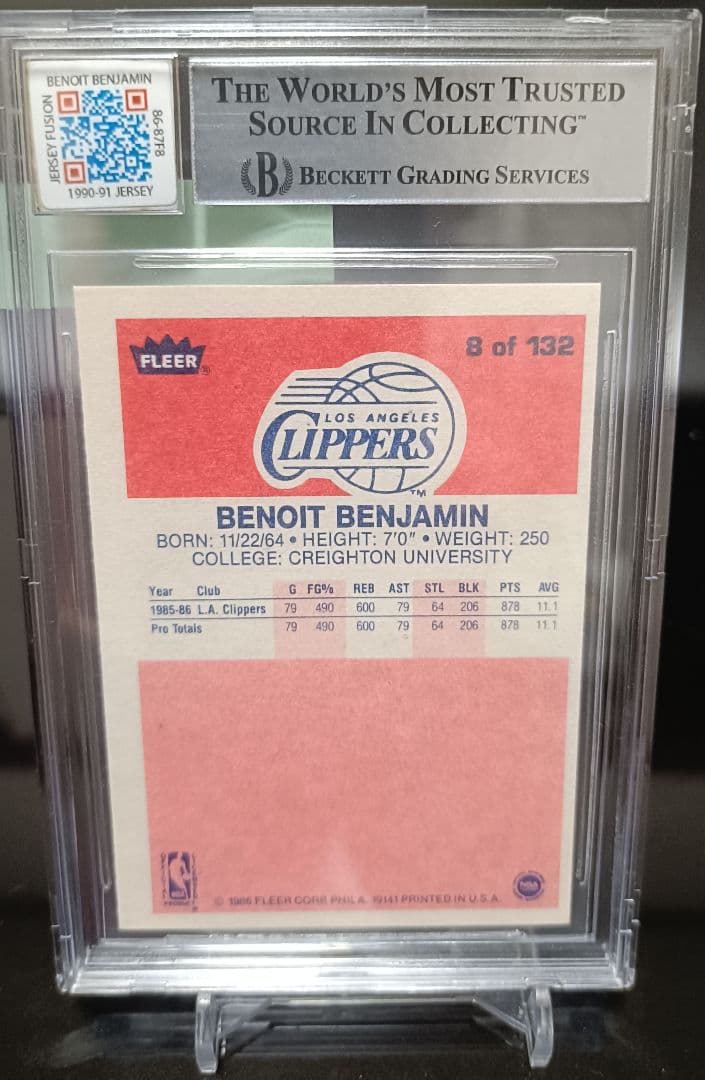 BENOIT BENJAMIN
JERSEY FUSION
86-87F8
1990-91 JERSEY
THE WORLD'S MOST TRUSTED
SOURCE IN COLLECTING™
B BECKETT GRADING SERVICES
FLEER
8 of 132
LOS ANGELES
CLIPPERS
TM
BENOIT BENJAMIN
BORN: 11/22/64 • HEIGHT: 7'0" • WEIGHT: 250
COLLEGE: CREIGHTON UNIVERSITY
Year Club G FG% REB AST STL BLK PTS AVG
1985-86 L.A. Clippers 79 490 600 79 64 206 878 11.1
Pro Totals 79 490 600 79 64 206 878 11.1
© 1986 FLEER CORP. PHILA. 19141 PRINTED IN U.S.A.